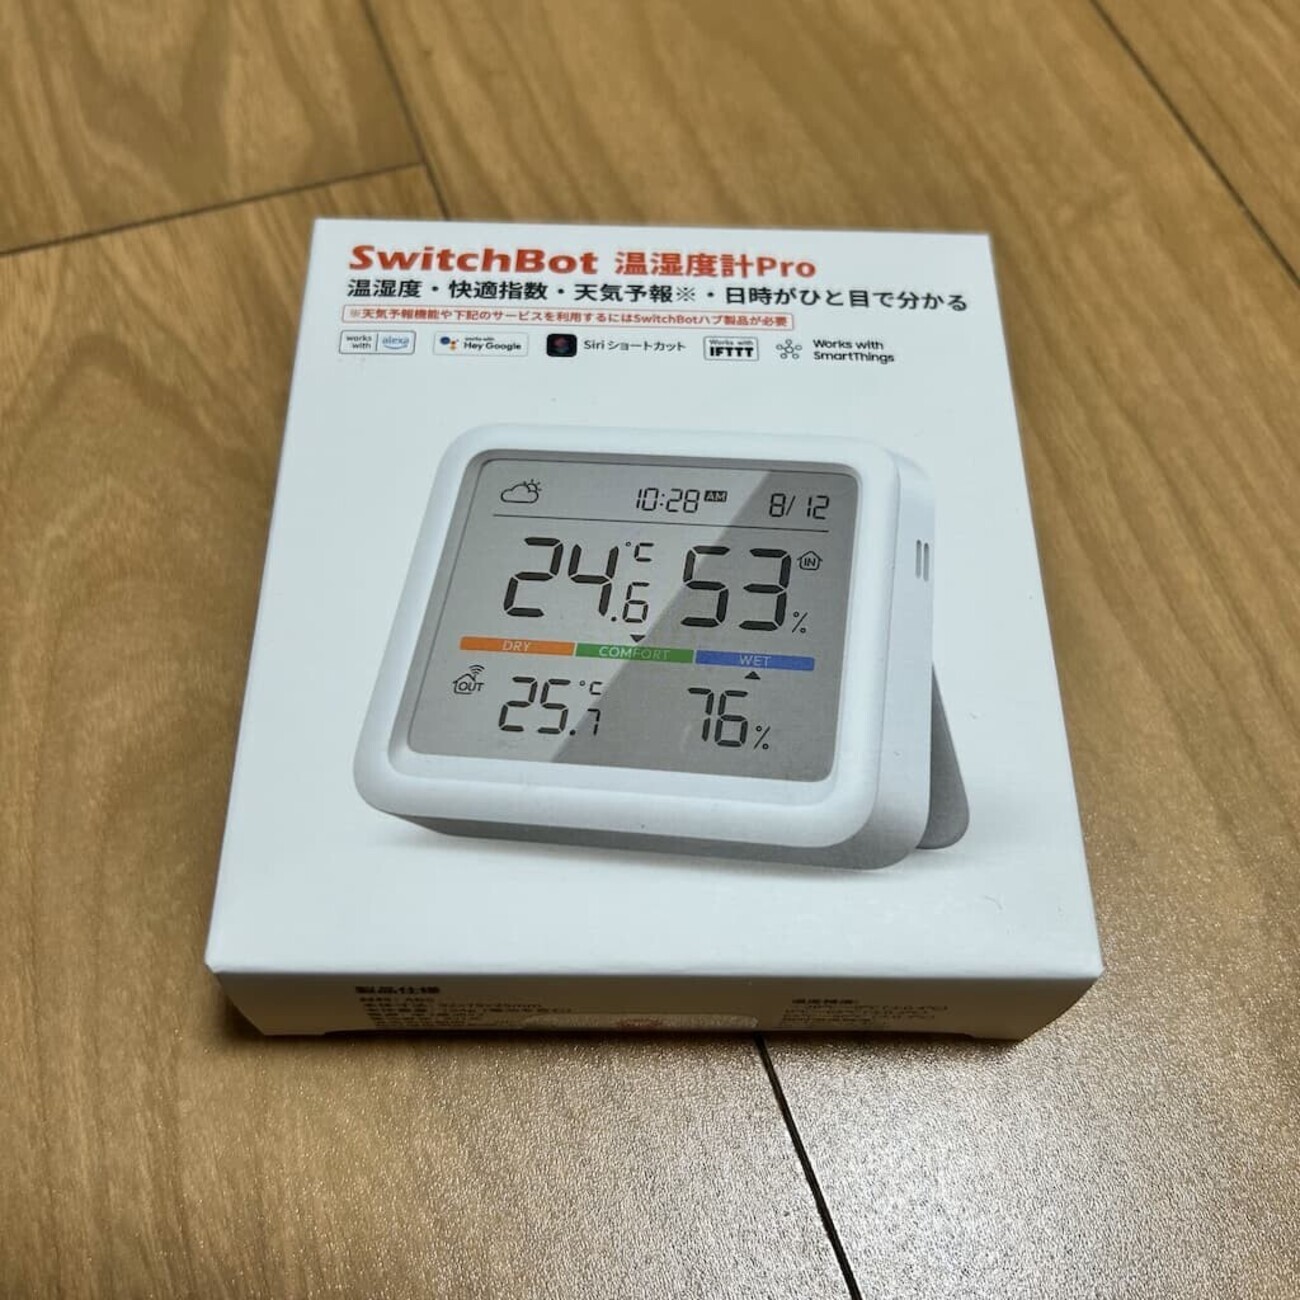 SwitchBot 温湿度計Pro
温湿度・快適指数・天気予報※・日時がひと目で分かる
※天気予報機能や下記のサービスを利用するにはSwitchBotハブ製品が必要
works with alexa
works with Hey Google
Siri ショートカット
Works with IFTTT
Works with SmartThings
10:28 AM 8/12
24.6 °C 53 % IN
DRY COMFORT WET
OUT 25.7 °C 76 %
製品仕様